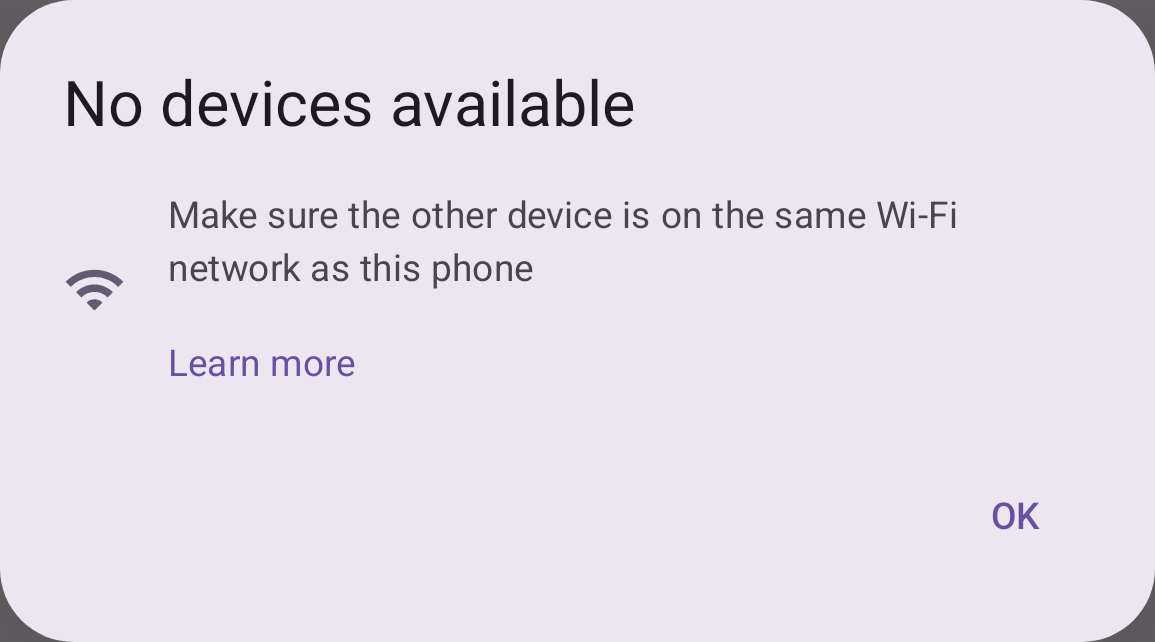 No devices available
Make sure the other device is on the same Wi-Fi
network as this phone
Learn more
OK